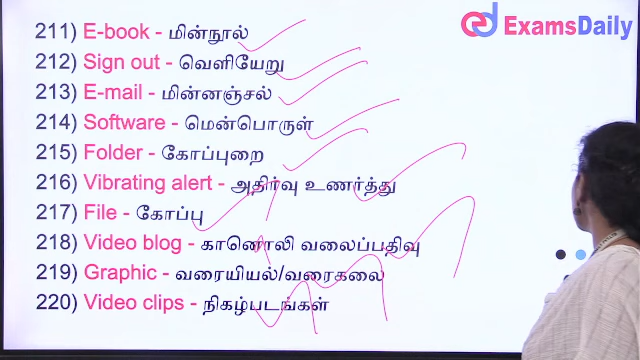 ExamsDaily
211) E-book - மின்நூல்
212) Sign out - வெளியேறு
213) E-mail - மின்னஞ்சல்
214) Software - மென்பொருள்
215) Folder - கோப்புறை
216) Vibrating alert - அதிர்வு உணர்த்து
217) File - கோப்பு
218) Video blog - காணொலி வலைப்பதிவு
219) Graphic - வரையியல்/வரைகலை
220) Video clips - நிகழ்படங்கள்